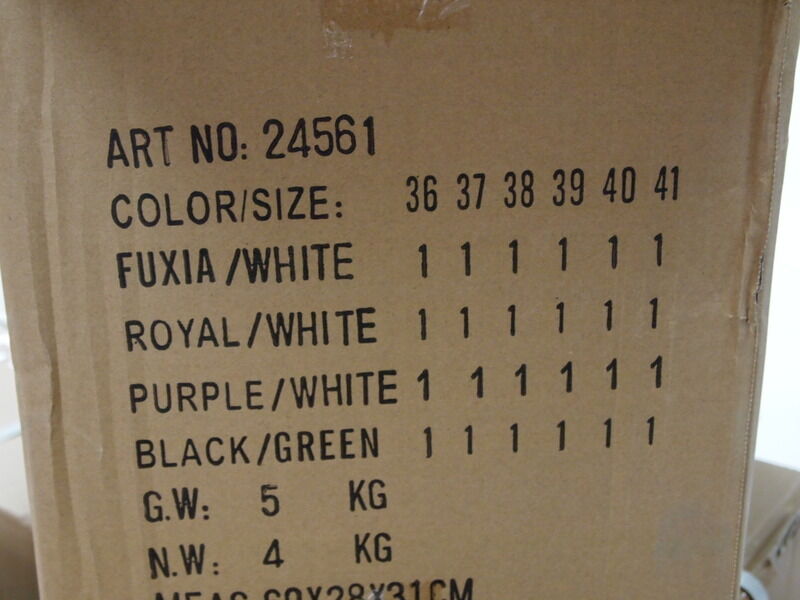 ART NO: 24561
COLOR/SIZE: 36 37 38 39 40 41
FUXIA/WHITE 1 1 1 1 1 1
ROYAL/WHITE 1 1 1 1 1 1
PURPLE/WHITE 1 1 1 1 1 1
BLACK/GREEN 1 1 1 1 1 1
G.W: 5 KG
N.W: 4 KG